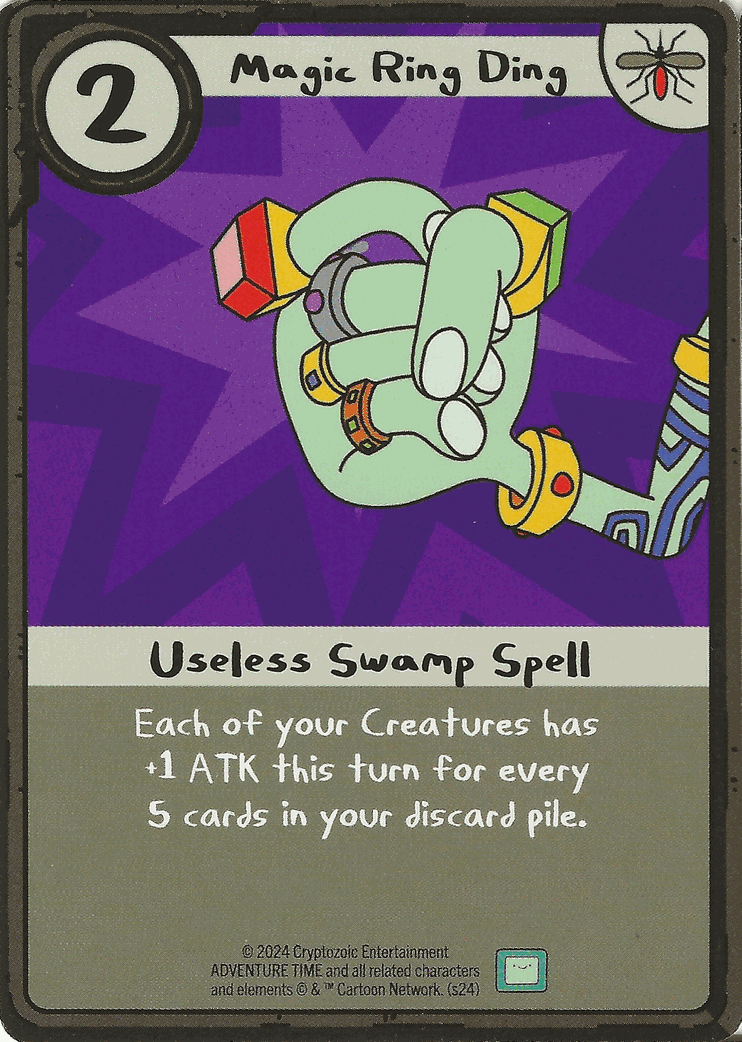 2
Magic Ring Ding
Useless Swamp Spell
Each of your Creatures has
+1 ATK this turn for every
5 cards in your discard pile.
© 2024 Cryptozoic Entertainment
ADVENTURE TIME and all related characters
and elements © & ™ Cartoon Network. (s24)